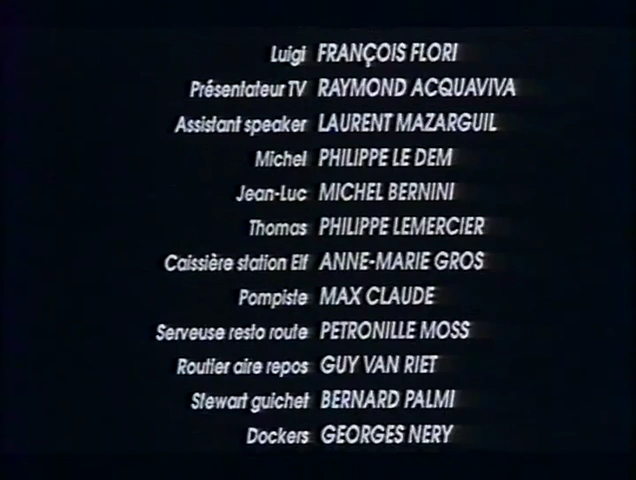 Luigi FRANÇOIS FLORI
Présentateur TV RAYMOND ACQUAVIVA
Assistant speaker LAURENT MAZARGUIL
Michel PHILIPPE LE DEM
Jean-Luc MICHEL BERNINI
Thomas PHILIPPE LEMERCIER
Caissière station Elf ANNE-MARIE GROS
Pompiste MAX CLAUDE
Serveuse resto route PETRONILLE MOSS
Routier aire repos GUY VAN RIET
Stewart guichet BERNARD PALMI
Dockers GEORGES NERY